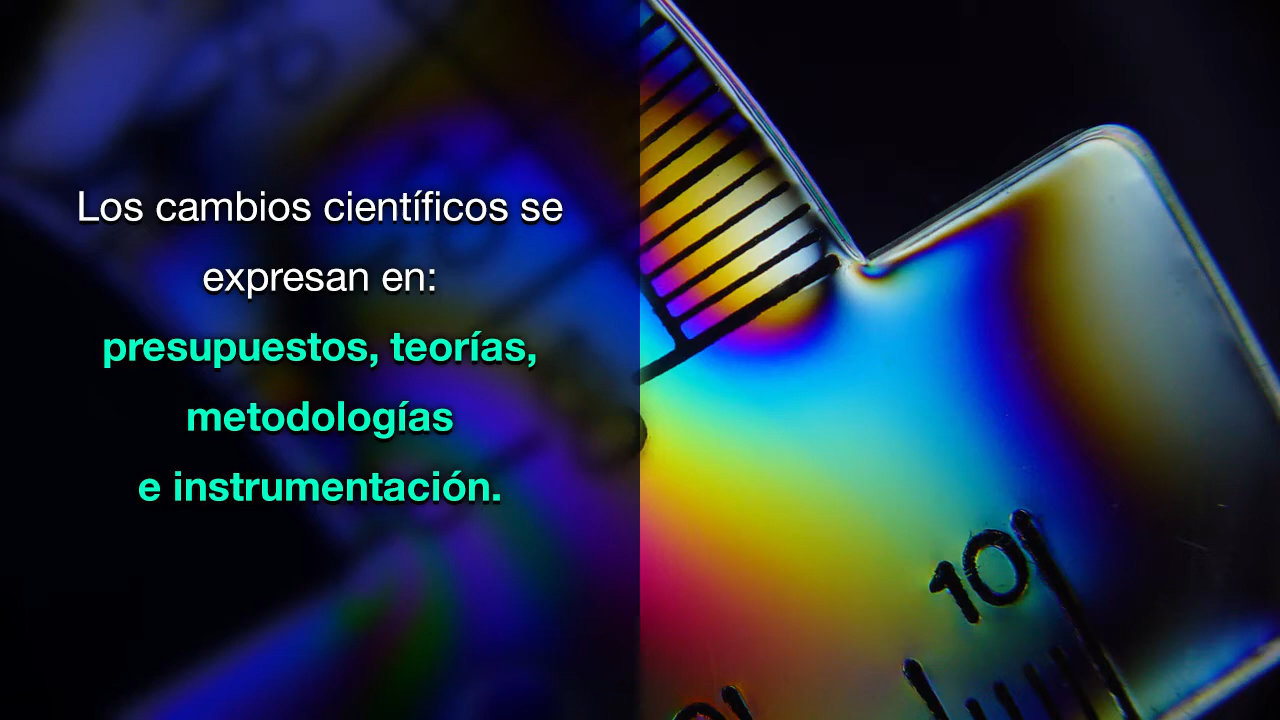 Los cambios científicos se
expresan en:
presupuestos, teorías,
metodologías
e instrumentación.
10